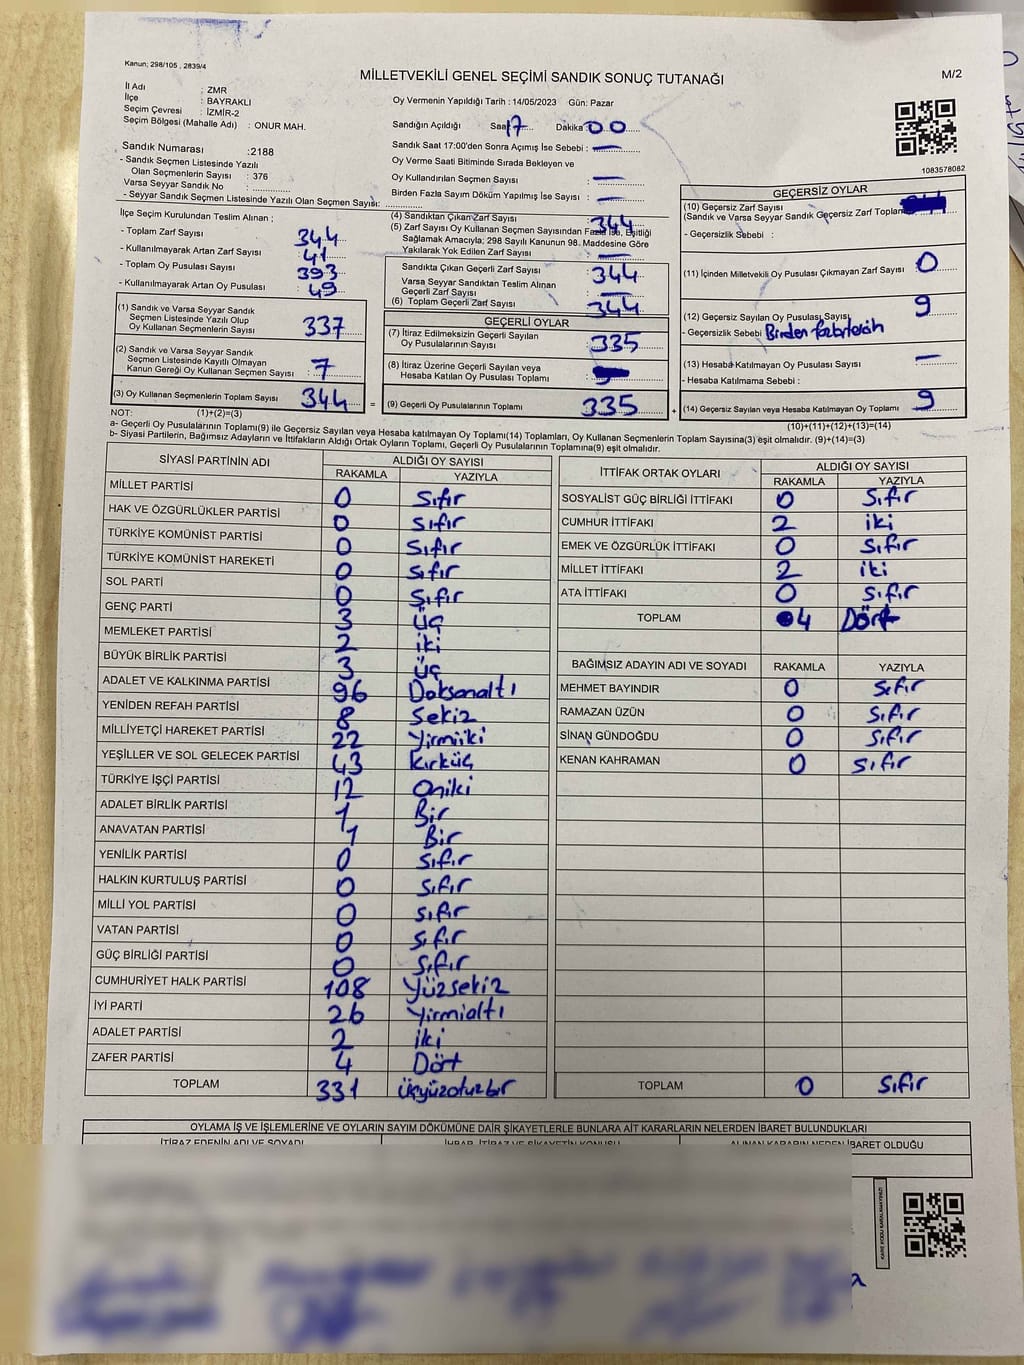 Kanun; 298/105 , 2839/4
MİLLETVEKİLİ GENEL SEÇİMİ SANDIK SONUÇ TUTANAĞI
M/2
İl Adı : ZMR
İlçe : BAYRAKLI
Seçim Çevresi : İZMİR-2
Seçim Bölgesi (Mahalle Adı) : ONUR MAH.
Oy Vermenin Yapıldığı Tarih : 14/05/2023 Gün: Pazar
Sandığın Açıldığı Saat 17 Dakika 00
Sandık Saat 17:00'den Sonra Açımış İse Sebebi : —
Oy Verme Saati Bitiminde Sırada Bekleyen ve
Oy Kullandırılan Seçmen Sayısı : —
Birden Fazla Sayım Döküm Yapılmış İse Sayısı : —
1083578082
Sandık Numarası :2188
- Sandık Seçmen Listesinde Yazılı
Olan Seçmenlerin Sayısı : 376
Varsa Seyyar Sandık No :
- Seyyar Sandık Seçmen Listesinde Yazılı Olan Seçmen Sayısı:
İlçe Seçim Kurulundan Teslim Alınan ;
- Toplam Zarf Sayısı 344
- Kullanılmayarak Artan Zarf Sayısı : 41
- Toplam Oy Pusulası Sayısı 393
- Kullanılmayarak Artan Oy Pusulası : 49
(1) Sandık ve Varsa Seyyar Sandık
Seçmen Listesinde Yazılı Olup
Oy Kullanan Seçmenlerin Sayısı : 337
(2) Sandık ve Varsa Seyyar Sandık
Seçmen Listesinde Kayıtlı Olmayan
Kanun Gereği Oy Kullanan Seçmen Sayısı : 7
(3) Oy Kullanan Seçmenlerin Toplam Sayısı 344 =
(4) Sandıktan Çıkan Zarf Sayısı : 344
(5) Zarf Sayısı Oy Kullanan Seçmen Sayısından Fazla İse, Eşitliği
Sağlamak Amacıyla; 298 Sayılı Kanunun 98. Maddesine Göre
Yakılarak Yok Edilen Zarf Sayısı : —
Sandıkta Çıkan Geçerli Zarf Sayısı : 344
Varsa Seyyar Sandıktan Teslim Alınan
Geçerli Zarf Sayısı : —
(6) Toplam Geçerli Zarf Sayısı : 344
GEÇERLİ OYLAR
(7) İtiraz Edilmeksizin Geçerli Sayılan
Oy Pusulalarının Sayısı : 335
(8) İtiraz Üzerine Geçerli Sayılan veya
Hesaba Katılan Oy Pusulası Toplamı :
(9) Geçerli Oy Pusulalarının Toplamı 335 +
GEÇERSİZ OYLAR
(10) Geçersiz Zarf Sayısı
(Sandık ve Varsa Seyyar Sandık Geçersiz Zarf Toplamı)
- Geçersizlik Sebebi :
(11) İçinden Milletvekili Oy Pusulası Çıkmayan Zarf Sayısı 0
(12) Geçersiz Sayılan Oy Pusulası Sayısı 9
- Geçersizlik Sebebi Birden fazla tercih
(13) Hesaba Katılmayan Oy Pusulası Sayısı —
- Hesaba Katılmama Sebebi :
(14) Geçersiz Sayılan veya Hesaba Katılmayan Oy Toplamı 9
(10)+(11)+(12)+(13)=(14)
NOT: (1)+(2)=(3)
a- Geçerli Oy Pusulalarının Toplamı(9) ile Geçersiz Sayılan veya Hesaba katılmayan Oy Toplamı(14) Toplamları, Oy Kullanan Seçmenlerin Toplam Sayısına(3) eşit olmalıdır. (9)+(14)=(3)
b- Siyasi Partilerin, Bağımsız Adayların ve İttifakların Aldığı Ortak Oyların Toplamı, Geçerli Oy Pusulalarının Toplamına(9) eşit olmalıdır.
SİYASİ PARTİNİN ADI ALDIĞI OY SAYISI
RAKAMLA YAZIYLA
MİLLET PARTİSİ 0 Sıfır
HAK VE ÖZGÜRLÜKLER PARTİSİ 0 Sıfır
TÜRKİYE KOMÜNİST PARTİSİ 0 Sıfır
TÜRKİYE KOMÜNİST HAREKETİ 0 Sıfır
SOL PARTİ 0 Sıfır
GENÇ PARTİ 3 Üç
MEMLEKET PARTİSİ 2 iki
BÜYÜK BİRLİK PARTİSİ 3 üç
ADALET VE KALKINMA PARTİSİ 96 Doksanaltı
YENİDEN REFAH PARTİSİ 8 Sekiz
MİLLİYETÇİ HAREKET PARTİSİ 22 Yirmiiki
YEŞİLLER VE SOL GELECEK PARTİSİ 43 Kırküç
TÜRKİYE İŞÇİ PARTİSİ 12 Oniki
ADALET BİRLİK PARTİSİ 1 Bir
ANAVATAN PARTİSİ 1 Bir
YENİLİK PARTİSİ 0 Sıfır
HALKIN KURTULUŞ PARTİSİ 0 Sıfır
MİLLİ YOL PARTİSİ 0 Sıfır
VATAN PARTİSİ 0 Sıfır
GÜÇ BİRLİĞİ PARTİSİ 0 Sıfır
CUMHURİYET HALK PARTİSİ 108 Yüzsekiz
İYİ PARTİ 26 Yirmialtı
ADALET PARTİSİ 2 iki
ZAFER PARTİSİ 4 Dört
TOPLAM 331 Üçyüzotuzbir
İTTİFAK ORTAK OYLARI ALDIĞI OY SAYISI
RAKAMLA YAZIYLA
SOSYALİST GÜÇ BİRLİĞİ İTTİFAKI 0 Sıfır
CUMHUR İTTİFAKI 2 iki
EMEK VE ÖZGÜRLÜK İTTİFAKI 0 Sıfır
MİLLET İTTİFAKI 2 iki
ATA İTTİFAKI 0 Sıfır
TOPLAM 4 Dört
BAĞIMSIZ ADAYIN ADI VE SOYADI RAKAMLA YAZIYLA
MEHMET BAYINDIR 0 Sıfır
RAMAZAN ÜZÜN 0 Sıfır
SİNAN GÜNDOĞDU 0 Sıfır
KENAN KAHRAMAN 0 Sıfır
TOPLAM 0 Sıfır
OYLAMA İŞ VE İŞLEMLERİNE VE OYLARIN SAYIM DÖKÜMÜNE DAİR ŞİKAYETLERLE BUNLARA AİT KARARLARIN NELERDEN İBARET BULUNDUKLARI
İTİRAZ EDENİN ADI VE SOYADI İHBAR, İTİRAZ VE ŞİKAYETİN KONUSU ALINAN KARARIN NEDEN İBARET OLDUĞU